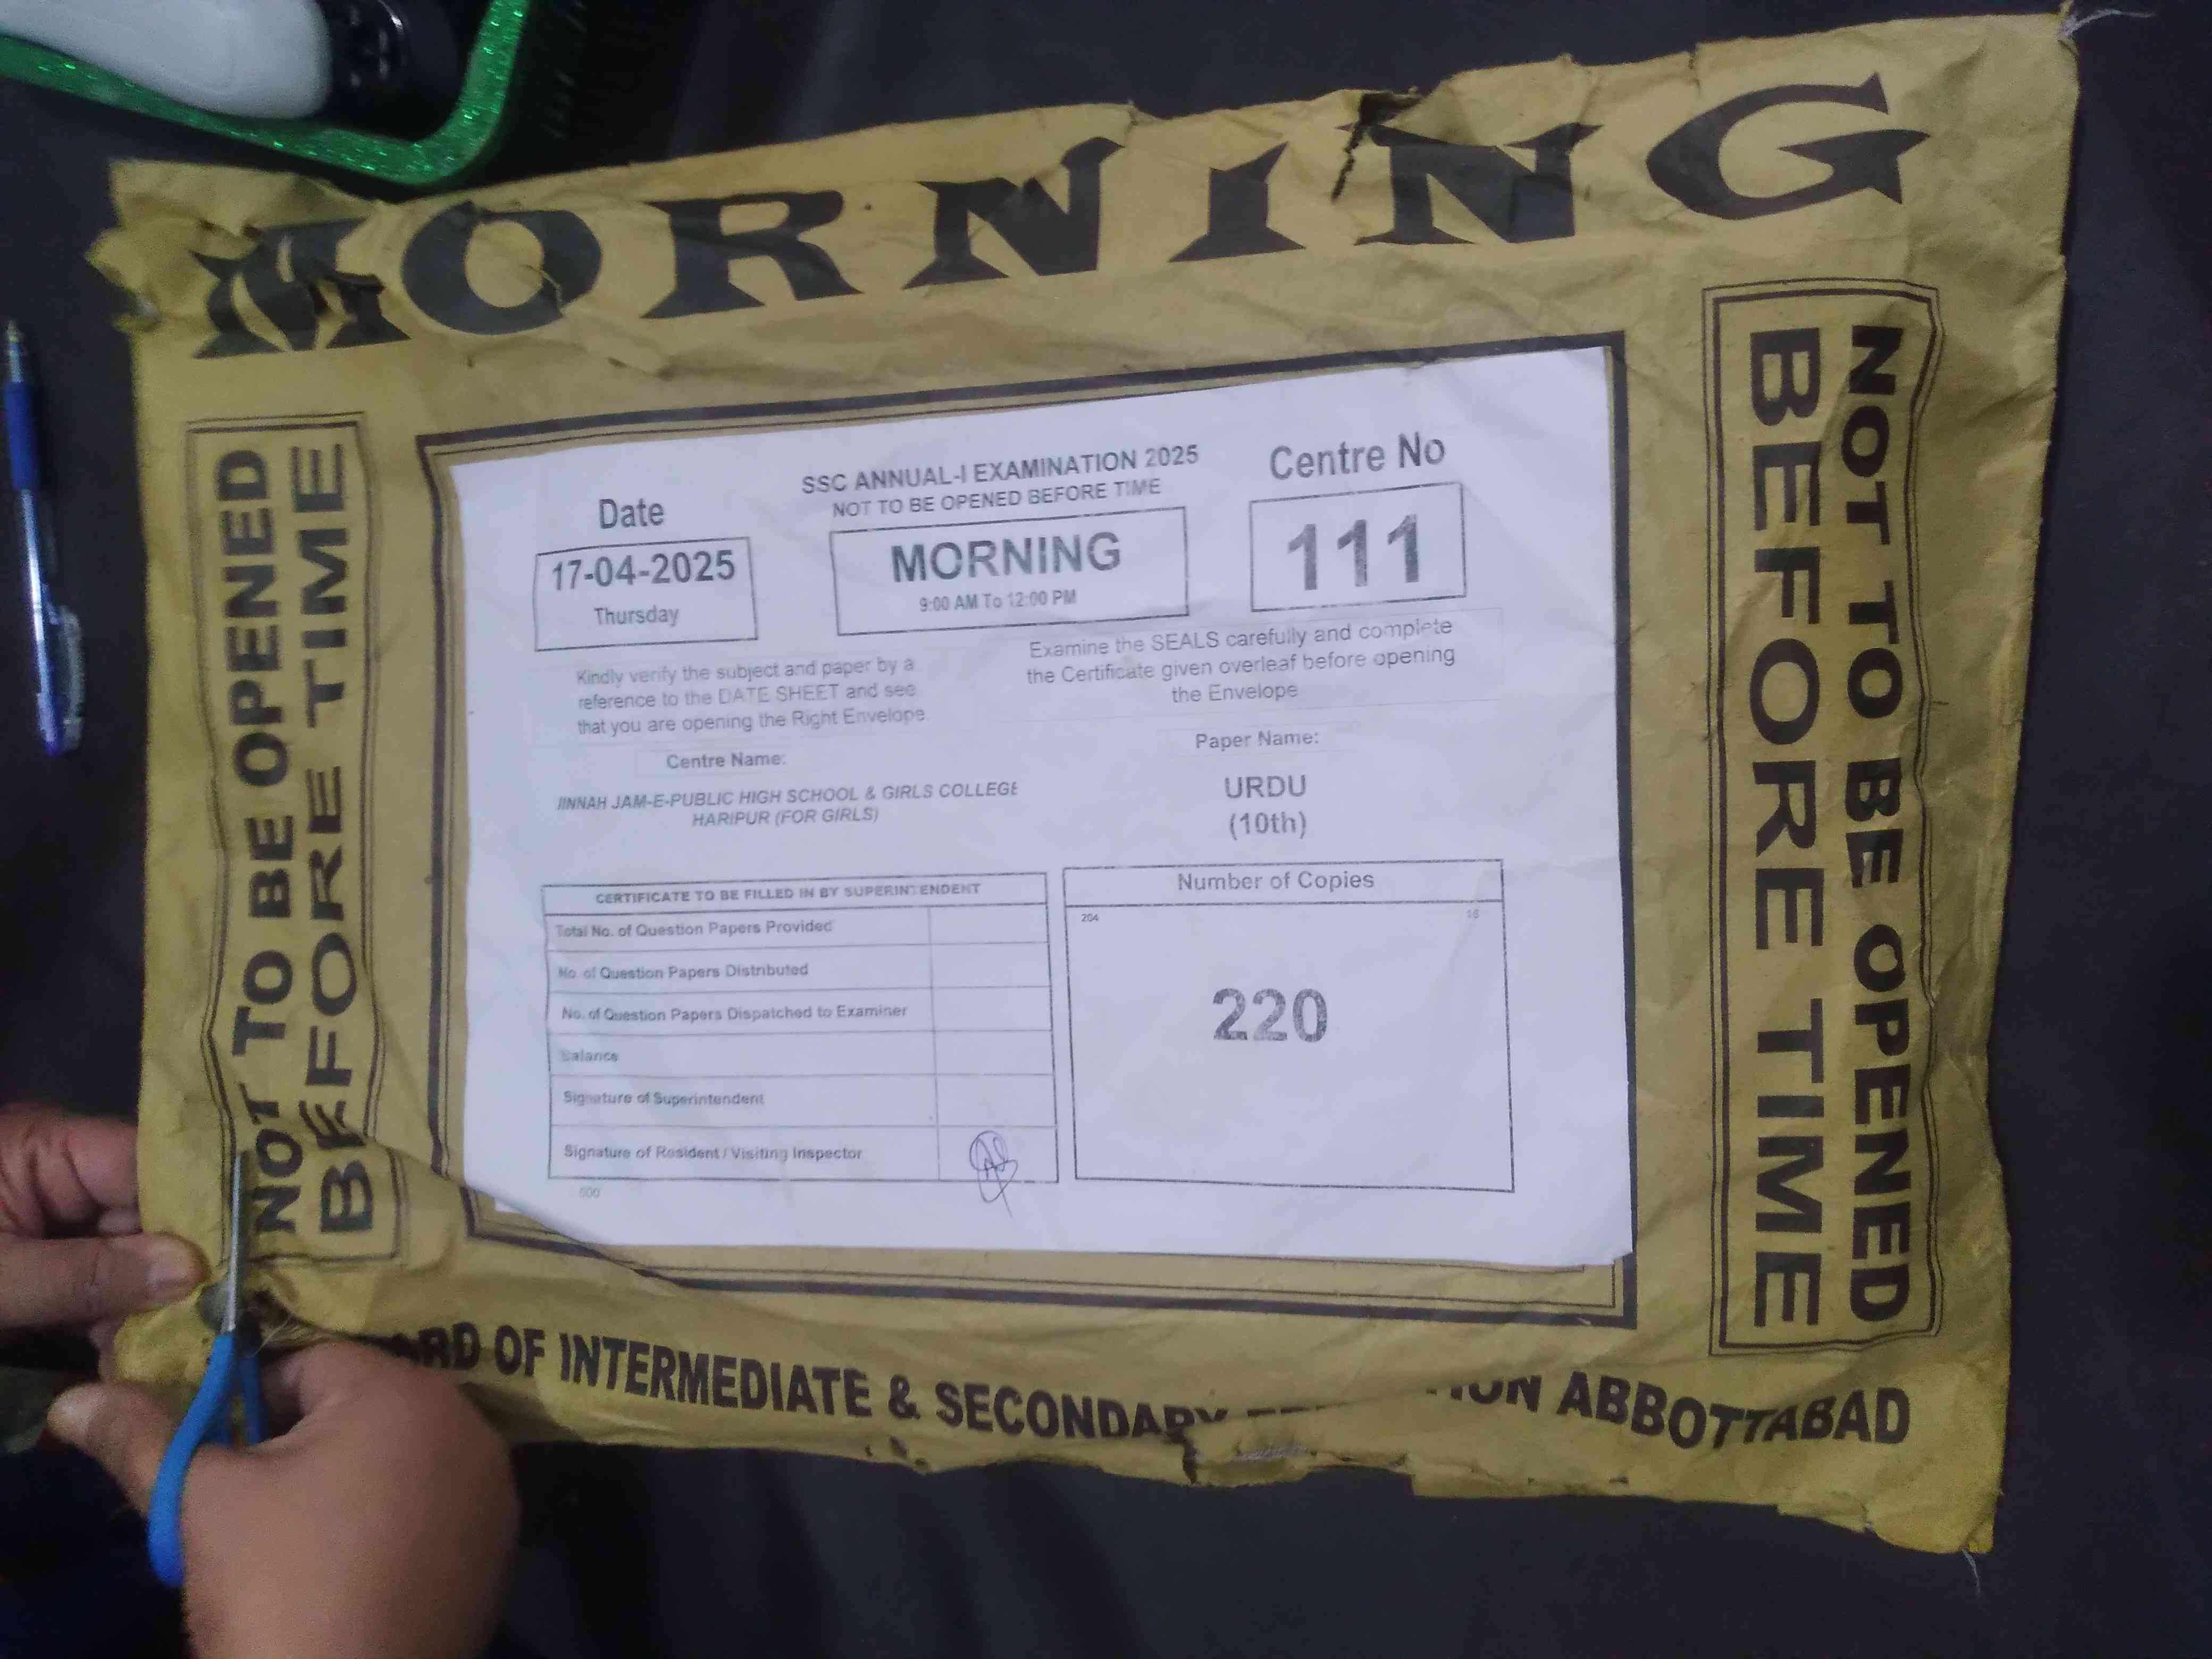 MORNING
NOT TO BE OPENED
BEFORE TIME
SSC ANNUAL-I EXAMINATION 2025
NOT TO BE OPENED BEFORE TIME
Date
17-04-2025
Thursday
MORNING
9:00 AM To 12:00 PM
Centre No
111
Kindly verify the subject and paper by a
reference to the DATE SHEET and see
that you are opening the Right Envelope
Examine the SEALS carefully and complete
the Certificate given overleaf before opening
the Envelope
Centre Name:
JINNAH JAM-E-PUBLIC HIGH SCHOOL & GIRLS COLLEGE
HARIPUR (FOR GIRLS)
Paper Name:
URDU
(10th)
CERTIFICATE TO BE FILLED IN BY SUPERINTENDENT
Total No. of Question Papers Provided
No. of Question Papers Distributed
No. of Question Papers Dispatched to Examiner
Balance
Signature of Superintendent
Signature of Resident / Visiting Inspector
Number of Copies
204
16
220
NOT TO BE OPENED
BEFORE TIME
ARD OF INTERMEDIATE & SECONDARY TION ABBOTTABAD